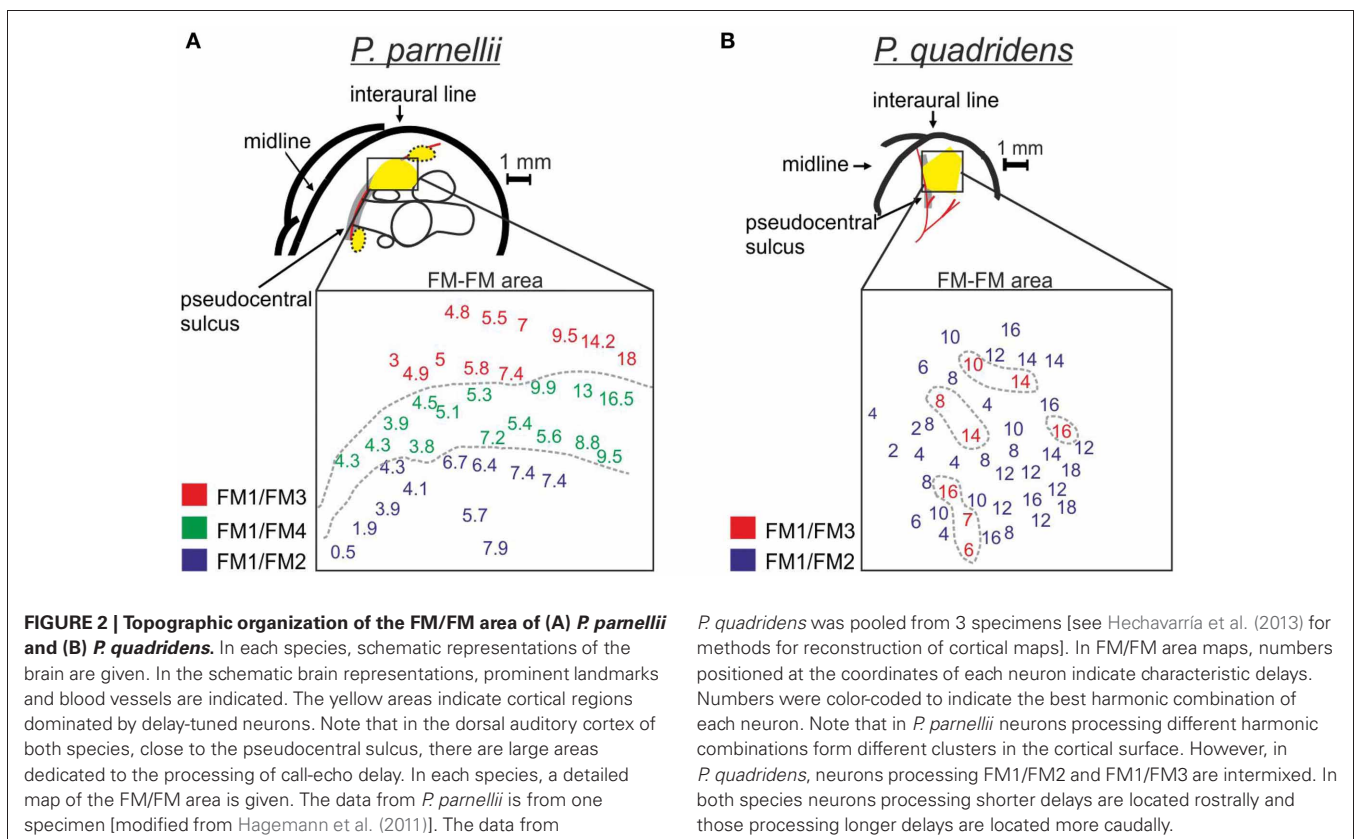 A
P. parnellii
interaural line
midline
1 mm
pseudocentral
sulcus
FM-FM area
4.8 5.5 7
9.5 14.2
3 5 18
4.9 5.8 7.4
5.3 9.9 13 16.5
4.5 5.1
3.9 5.4
4.3 3.8 7.2 5.6 8.8
4.3 9.5
4.3 6.7 6.4 7.4 7.4
4.1
3.9 5.7
1.9
0.5 7.9
FM1/FM3
FM1/FM4
FM1/FM2
B
P. quadridens
interaural line
midline
1 mm
pseudocentral
sulcus
FM-FM area
10 16
6 10 12 14 14
8 14
4 8 4 16
2 8 14 10 16
2 4 4 8 8 14 12
12 12 18
8 16 10 16 12
6 10 7 12 12 18
4 6 16 8
FM1/FM3
FM1/FM2
FIGURE 2 | Topographic organization of the FM/FM area of (A) P. parnellii
and (B) P. quadridens. In each species, schematic representations of the
brain are given. In the schematic brain representations, prominent landmarks
and blood vessels are indicated. The yellow areas indicate cortical regions
dominated by delay-tuned neurons. Note that in the dorsal auditory cortex of
both species, close to the pseudocentral sulcus, there are large areas
dedicated to the processing of call-echo delay. In each species, a detailed
map of the FM/FM area is given. The data from P. parnellii is from one
specimen [modified from Hagemann et al. (2011)]. The data from
P. quadridens was pooled from 3 specimens [see Hechavarría et al. (2013) for
methods for reconstruction of cortical maps]. In FM/FM area maps, numbers
positioned at the coordinates of each neuron indicate characteristic delays.
Numbers were color-coded to indicate the best harmonic combination of
each neuron. Note that in P. parnellii neurons processing different harmonic
combinations form different clusters in the cortical surface. However, in
P. quadridens, neurons processing FM1/FM2 and FM1/FM3 are intermixed. In
both species neurons processing shorter delays are located rostrally and
those processing longer delays are located more caudally.